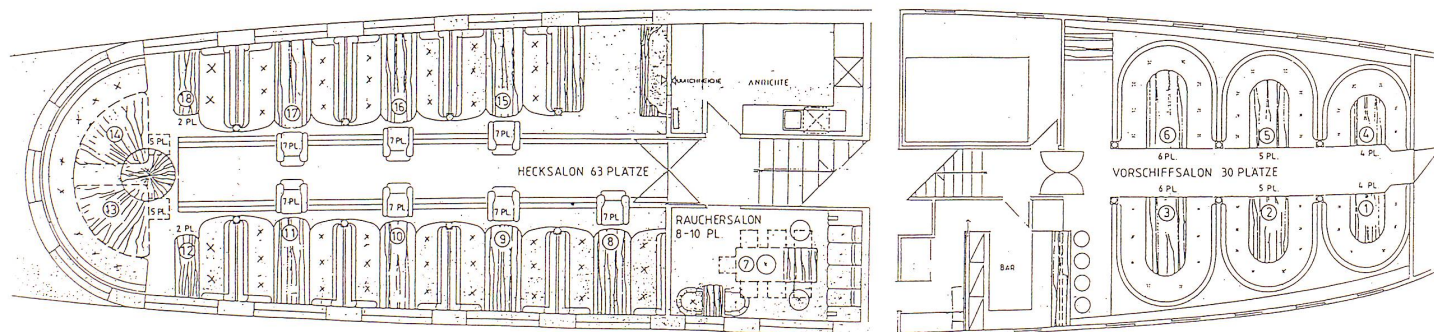 18
2 PL.
17
16
15
ANRICHTE
14
5 PL.
7 PL.
7 PL.
7 PL.
HECKSALON 63 PLÄTZE
13
5 PL.
7 PL.
7 PL.
7 PL.
7 PL.
2 PL.
12
11
10
9
8
RAUCHERSALON
8-10 PL.
7
6
5
4
6 PL.
5 PL.
4 PL.
VORSCHIFFSALON 30 PLÄTZE
6 PL.
5 PL.
4 PL.
3
2
1
BAR